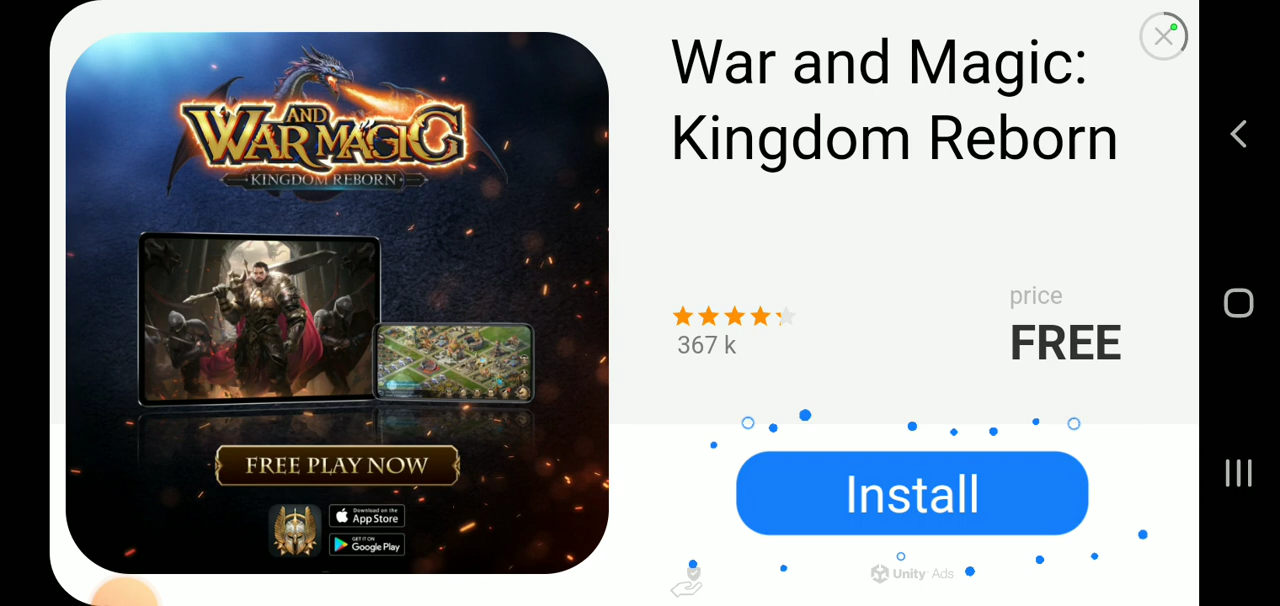 AND
WAR MAGIC
KINGDOM REBORN
FREE PLAY NOW
Download on the
App Store
GET IT ON
Google Play
War and Magic:
Kingdom Reborn
367 k
price
FREE
Install
Unity Ads